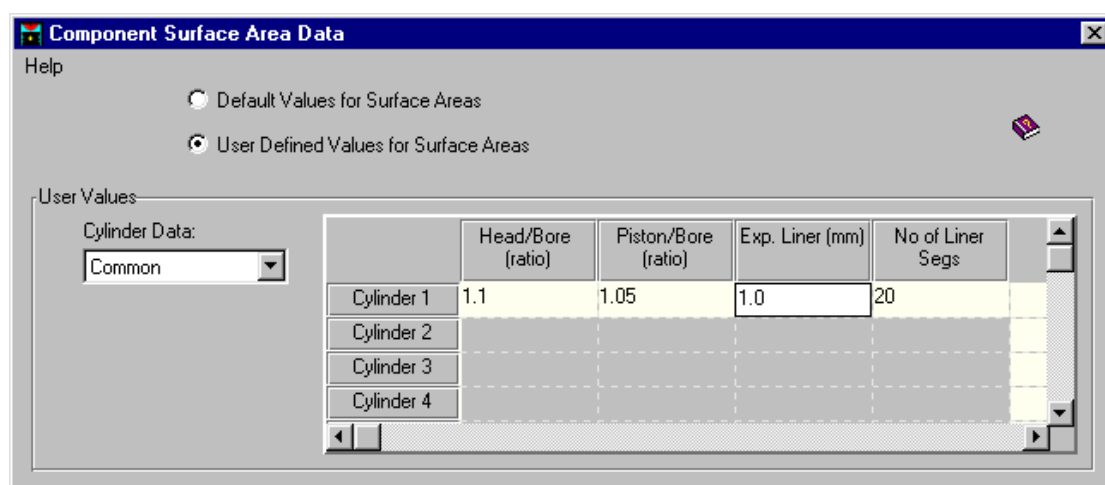 Component Surface Area Data
Help
Default Values for Surface Areas
User Defined Values for Surface Areas
User Values
Cylinder Data:
Common
Head/Bore (ratio)
Piston/Bore (ratio)
Exp. Liner (mm)
No of Liner Segs
Cylinder 1 1.1 1.05 1.0 20
Cylinder 2
Cylinder 3
Cylinder 4